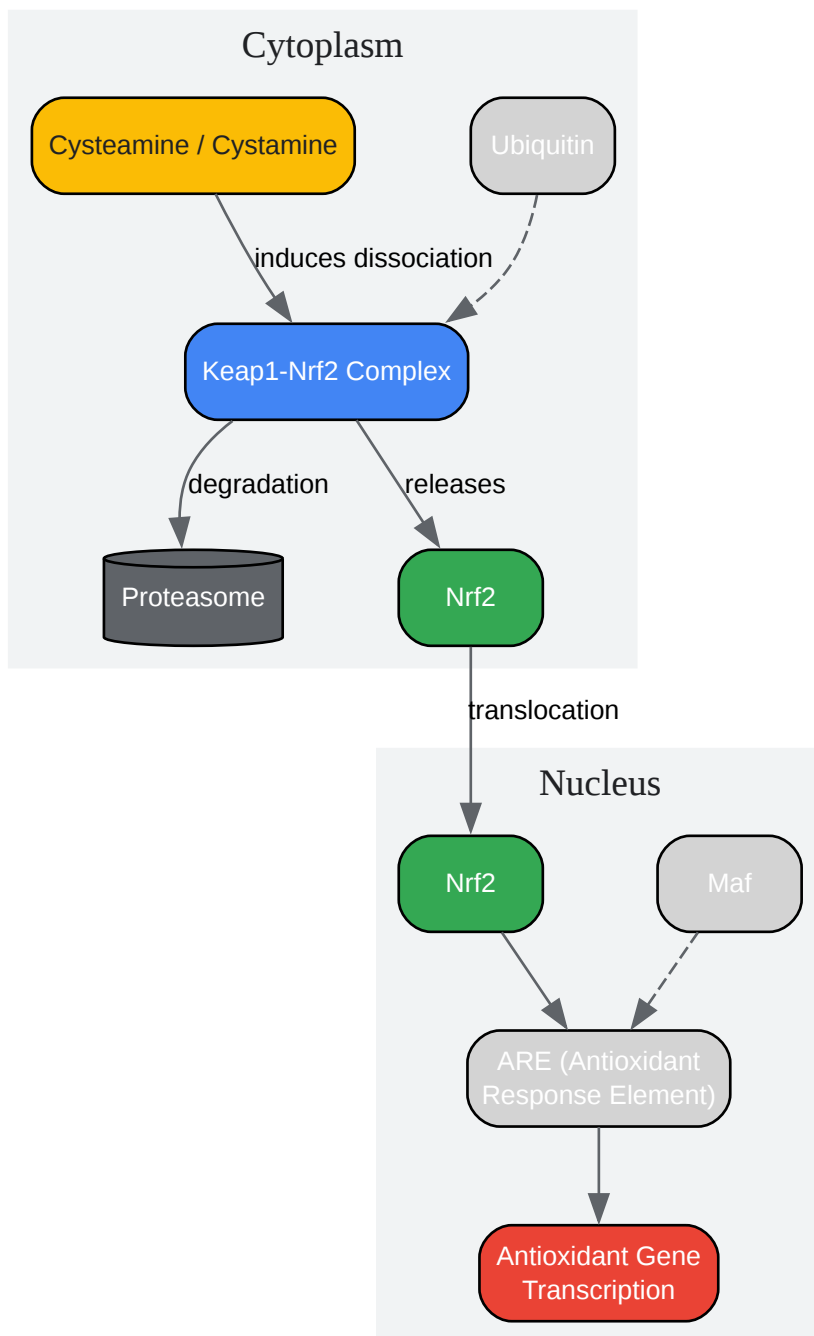 Cytoplasm
Cysteamine / Cystamine
Ubiquitin
induces dissociation
Keap1-Nrf2 Complex
degradation
releases
Proteasome
Nrf2
translocation
Nucleus
Nrf2
Maf
ARE (Antioxidant
Response Element)
Antioxidant Gene
Transcription